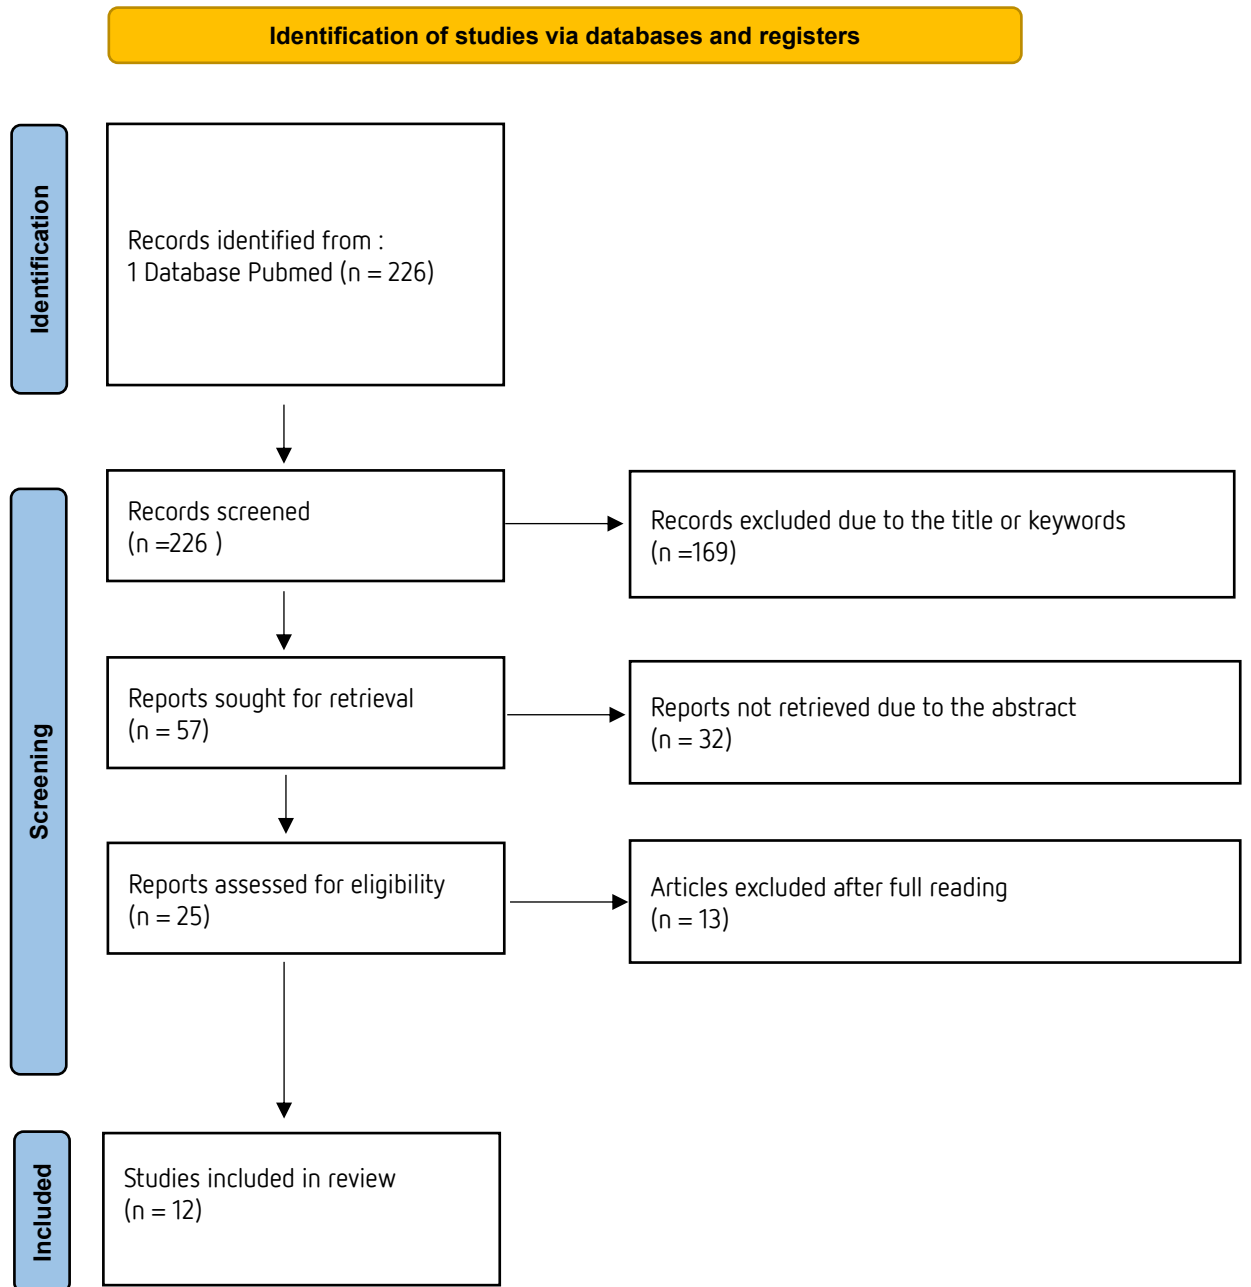 Identification of studies via databases and registers
Identification
Records identified from :
1 Database Pubmed (n = 226)
Screening
Records screened
(n =226 )
Records excluded due to the title or keywords
(n =169)
Reports sought for retrieval
(n = 57)
Reports not retrieved due to the abstract
(n = 32)
Reports assessed for eligibility
(n = 25)
Articles excluded after full reading
(n = 13)
Included
Studies included in review
(n = 12)